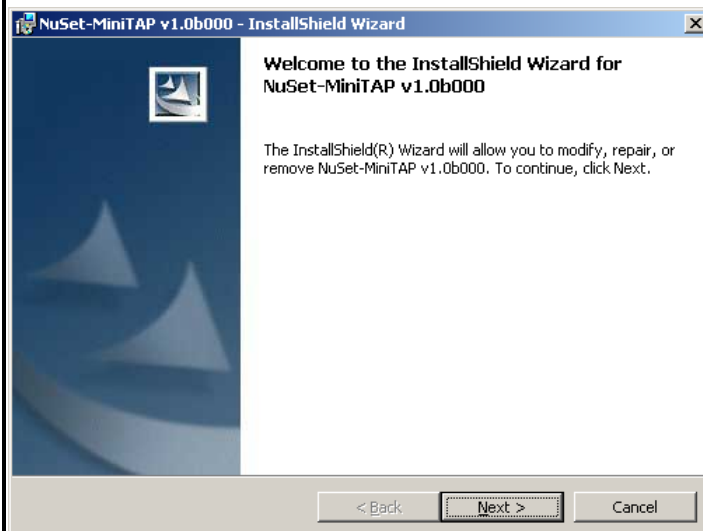 NuSet-MiniTAP v1.0b000 - InstallShield Wizard
Welcome to the InstallShield Wizard for
NuSet-MiniTAP v1.0b000
The InstallShield(R) Wizard will allow you to modify, repair, or
remove NuSet-MiniTAP v1.0b000. To continue, click Next.
< Back
Next >
Cancel